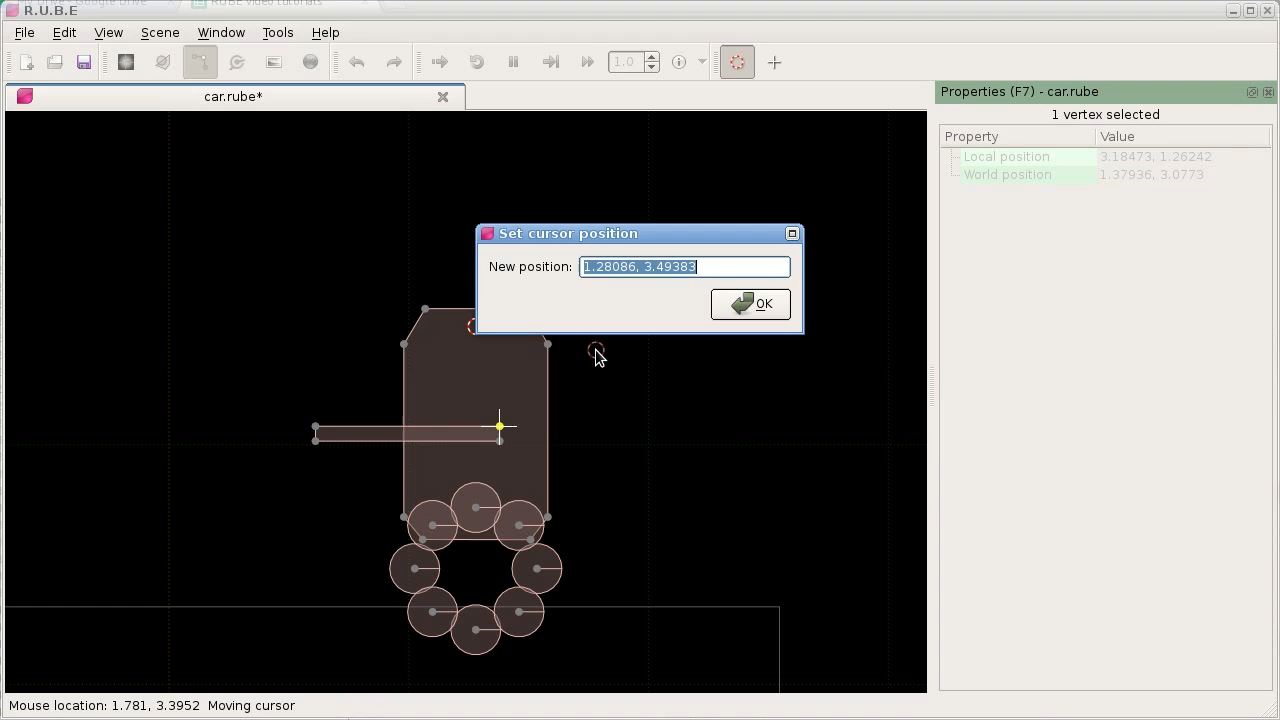 R.U.B.E
File Edit View Scene Window Tools Help
1.0
car.rube*
Properties (F7) - car.rube
1 vertex selected
Property Value
Local position 3.18473, 1.26242
World position 1.37936, 3.0773
Set cursor position
New position: 1.28086, 3.49383
OK
Mouse location: 1.781, 3.3952 Moving cursor